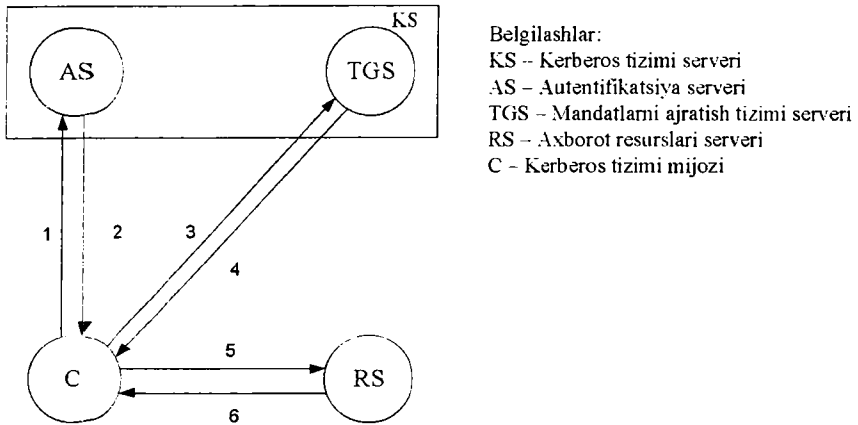 KS
AS
TGS
1
2
3
4
C
5
6
RS
Belgilashlar:
KS – Kerberos tizimi serveri
AS – Autentifikatsiya serveri
TGS – Mandatlarni ajratish tizimi serveri
RS – Axborot resurslari serveri
C – Kerberos tizimi mijozi